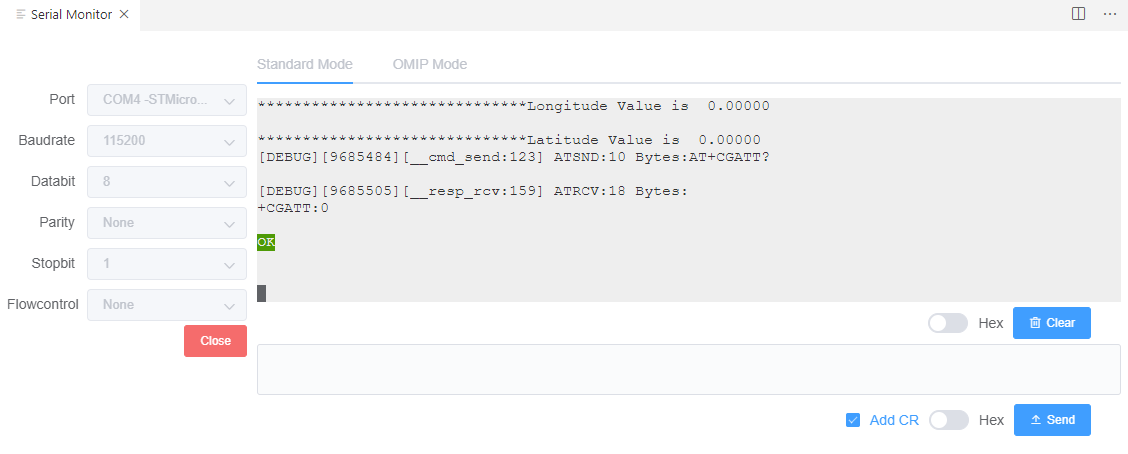 Serial Monitor
Standard Mode
OMIP Mode
Port
COM4 -STMicro...
Baudrate
115200
Databit
8
Parity
None
Stopbit
1
Flowcontrol
None
Close
******************************Longitude Value is  0.00000
******************************Latitude Value is  0.00000
[DEBUG][9685484][__cmd_send:123] ATSND:10 Bytes:AT+CGATT?
[DEBUG][9685505][__resp_rcv:159] ATRCV:18 Bytes:
+CGATT:0
OK
Hex
Clear
Add CR
Hex
Send